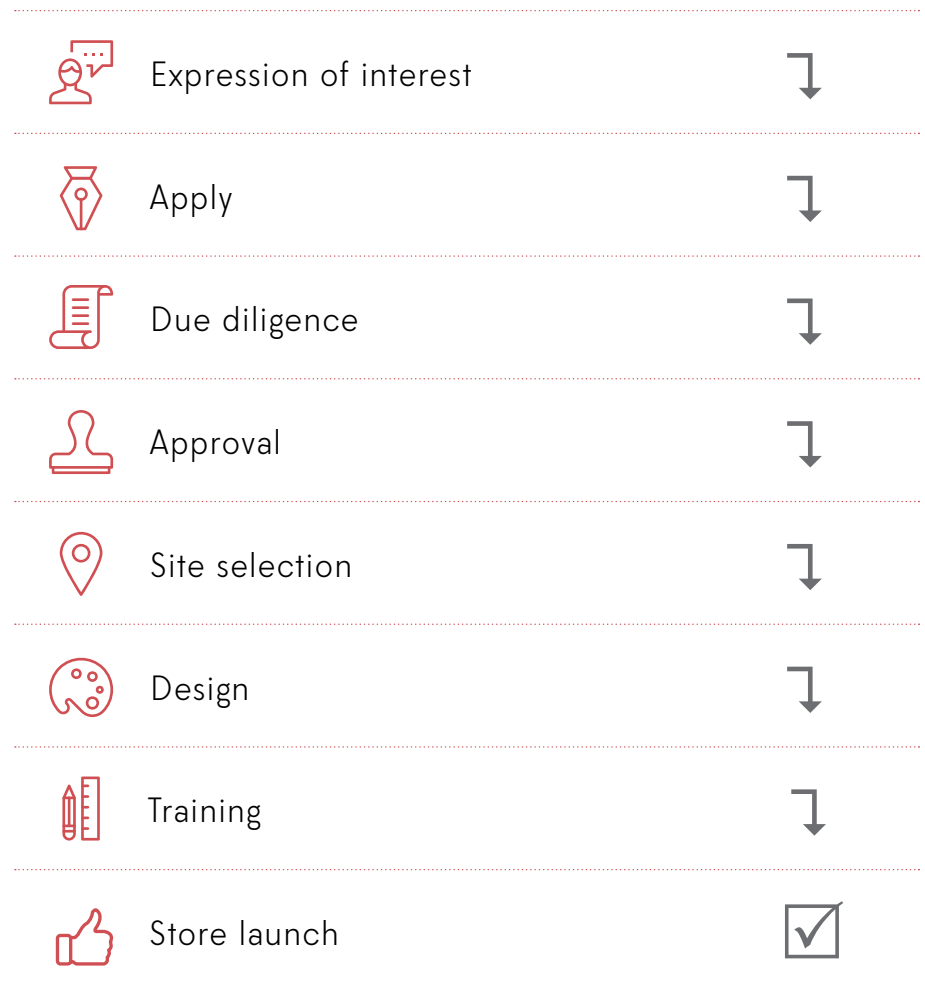 Expression of interest
Apply
Due diligence
Approval
Site selection
Design
Training
Store launch